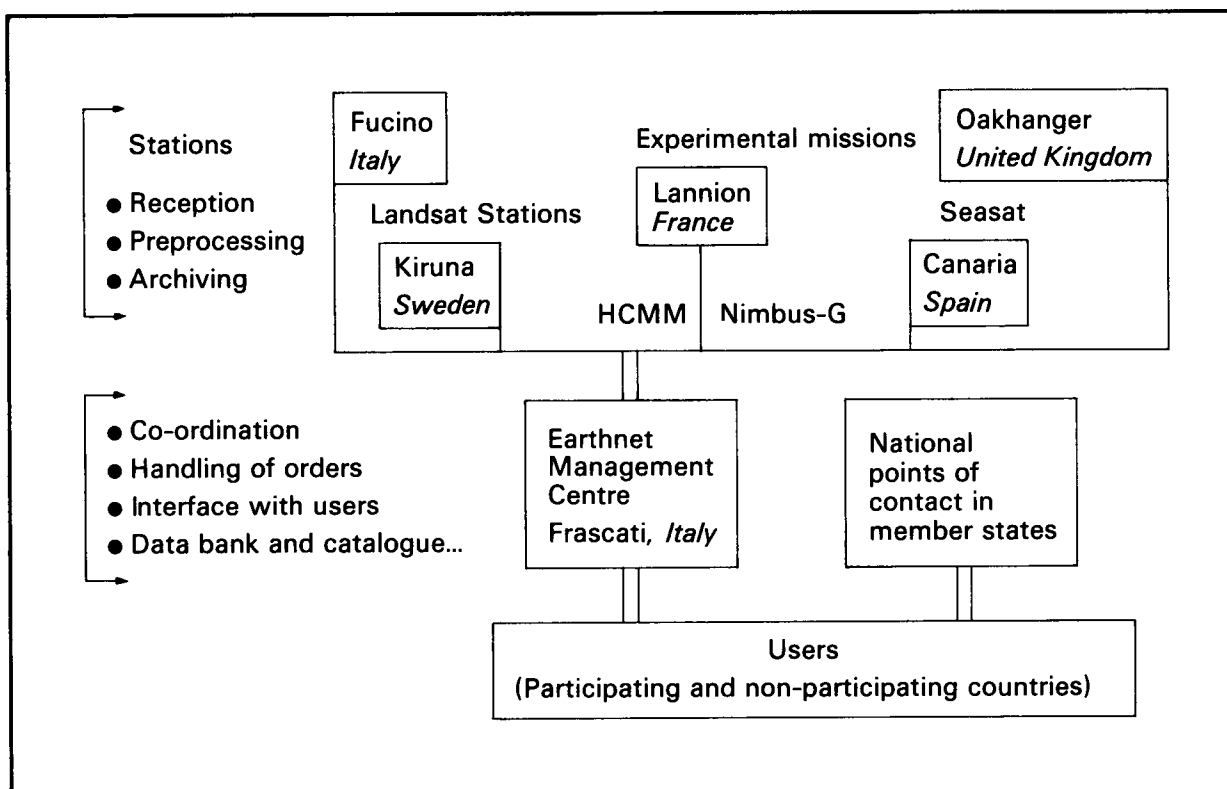 Stations
● Reception
● Preprocessing
● Archiving
Fucino
Italy
Landsat Stations
Kiruna
Sweden
Experimental missions
Lannion
France
HCMM
Nimbus-G
Oakhanger
United Kingdom
Seasat
Canaria
Spain
● Co-ordination
● Handling of orders
● Interface with users
● Data bank and catalogue...
Earthnet
Management
Centre
Frascati, Italy
National
points of
contact in
member states
Users
(Participating and non-participating countries)